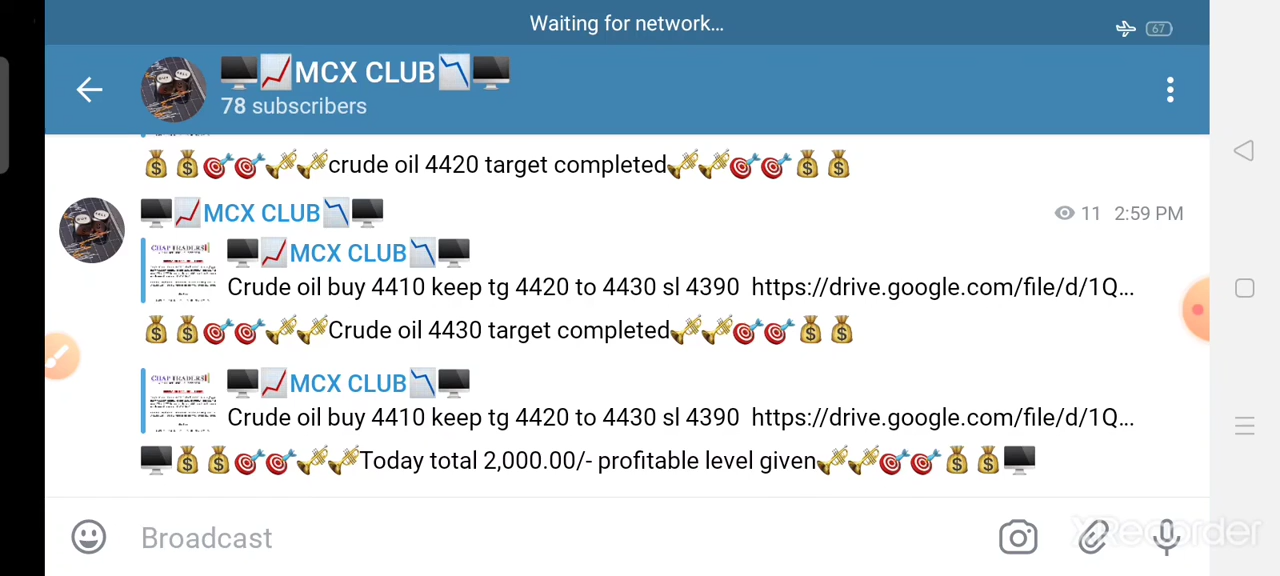 Waiting for network...
67
MCX CLUB
78 subscribers
crude oil 4420 target completed
MCX CLUB
11 2:59 PM
MCX CLUB
Crude oil buy 4410 keep tg 4420 to 4430 sl 4390 https://drive.google.com/file/d/1Q...
Crude oil 4430 target completed
MCX CLUB
Crude oil buy 4410 keep tg 4420 to 4430 sl 4390 https://drive.google.com/file/d/1Q...
Today total 2,000.00/- profitable level given
Broadcast
XRecorder